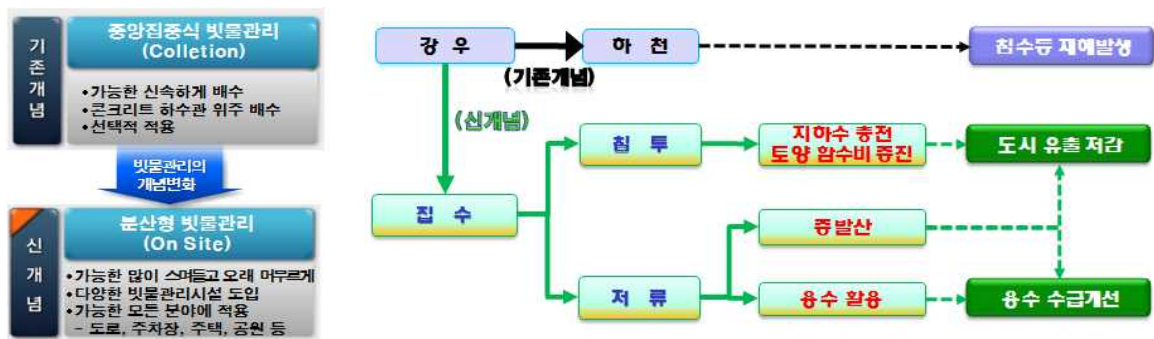 기존개념
중앙집중식 빗물관리
(Colletion)
•가능한 신속하게 배수
•콘크리트 하수관 위주 배수
•선택적 적용
빗물관리의
개념변화
신개념
분산형 빗물관리
(On Site)
•가능한 많이 스며들고 오래 머무르게
•다양한 빗물관리시설 도입
•가능한 모든 분야에 적용
- 도로, 주차장, 주택, 공원 등
강우
하천
침수등 재해발생
(기존개념)
(신개념)
침투
지하수 충전
토양 함수비 증진
도시 유출 저감
집수
증발산
저류
용수 활용
용수 수급개선